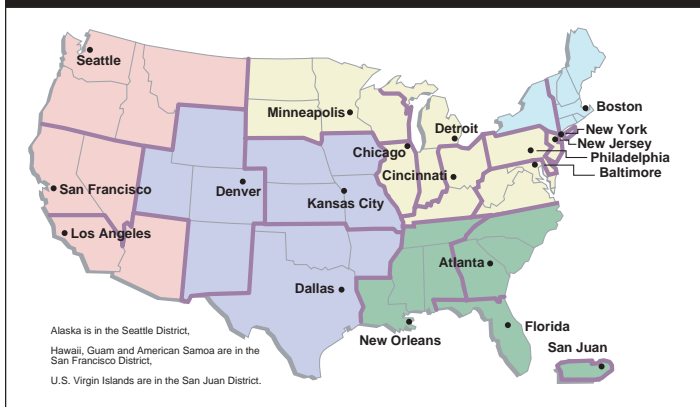 Seattle
Boston
Minneapolis
New York
Detroit
New Jersey
Chicago
Philadelphia
Cincinnati
Baltimore
San Francisco
Denver
Kansas City
Los Angeles
Atlanta
Dallas
Florida
New Orleans
San Juan
Alaska is in the Seattle District,
Hawaii, Guam and American Samoa are in the
San Francisco District,
U.S. Virgin Islands are in the San Juan District.